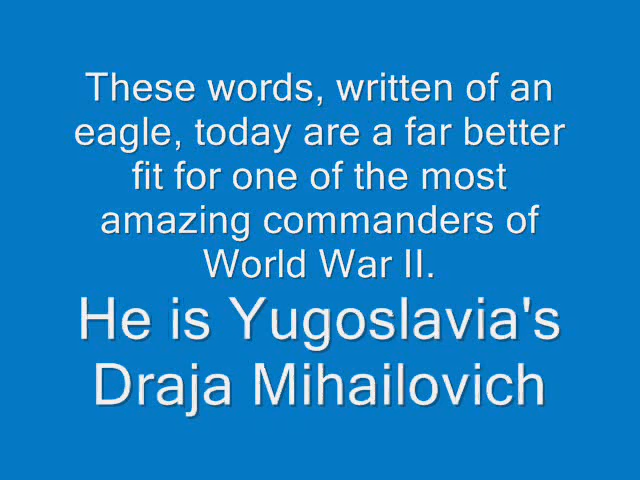 These words, written of an
eagle, today are a far better
fit for one of the most
amazing commanders of
World War II.
He is Yugoslavia's
Draja Mihailovich